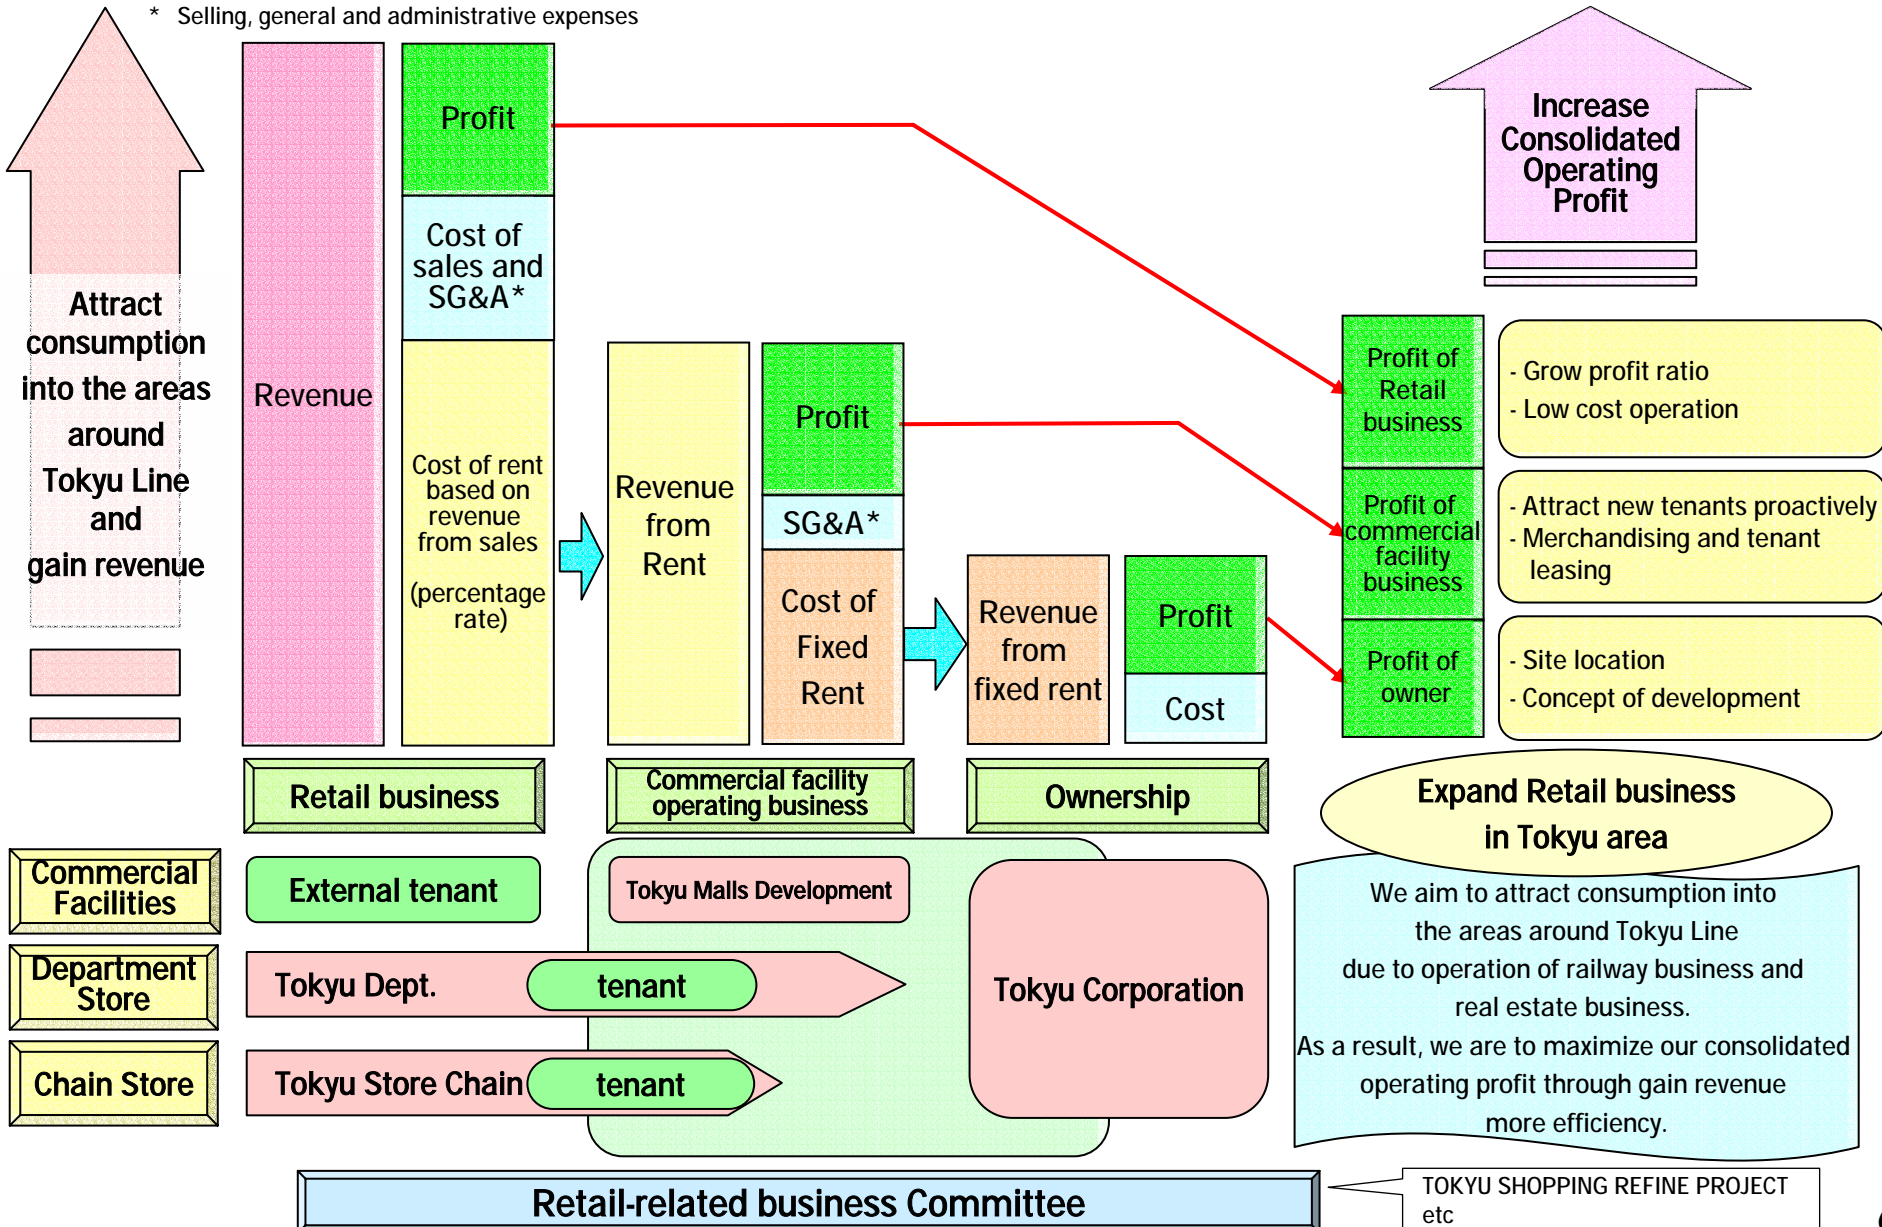 * Selling, general and administrative expenses
Attract
consumption
into the areas
around
Tokyu Line
and
gain revenue
Revenue
Profit
Cost of
sales and
SG&A*
Cost of rent
based on
revenue
from sales
(percentage
rate)
Revenue
from
Rent
Profit
SG&A*
Cost of
Fixed
Rent
Revenue
from
fixed rent
Profit
Cost
Increase
Consolidated
Operating
Profit
Profit of
Retail
business
- Grow profit ratio
- Low cost operation
Profit of
commercial
facility
business
- Attract new tenants proactively
- Merchandising and tenant
leasing
Profit of
owner
- Site location
- Concept of development
Retail business
Commercial facility
operating business
Ownership
Expand Retail business
in Tokyu area
Commercial
Facilities
External tenant
Tokyu Malls Development
Department
Store
Tokyu Dept.
tenant
Chain Store
Tokyu Store Chain
tenant
Tokyu Corporation
We aim to attract consumption into
the areas around Tokyu Line
due to operation of railway business and
real estate business.
As a result, we are to maximize our consolidated
operating profit through gain revenue
more efficiency.
Retail-related business Committee
TOKYU SHOPPING REFINE PROJECT
etc